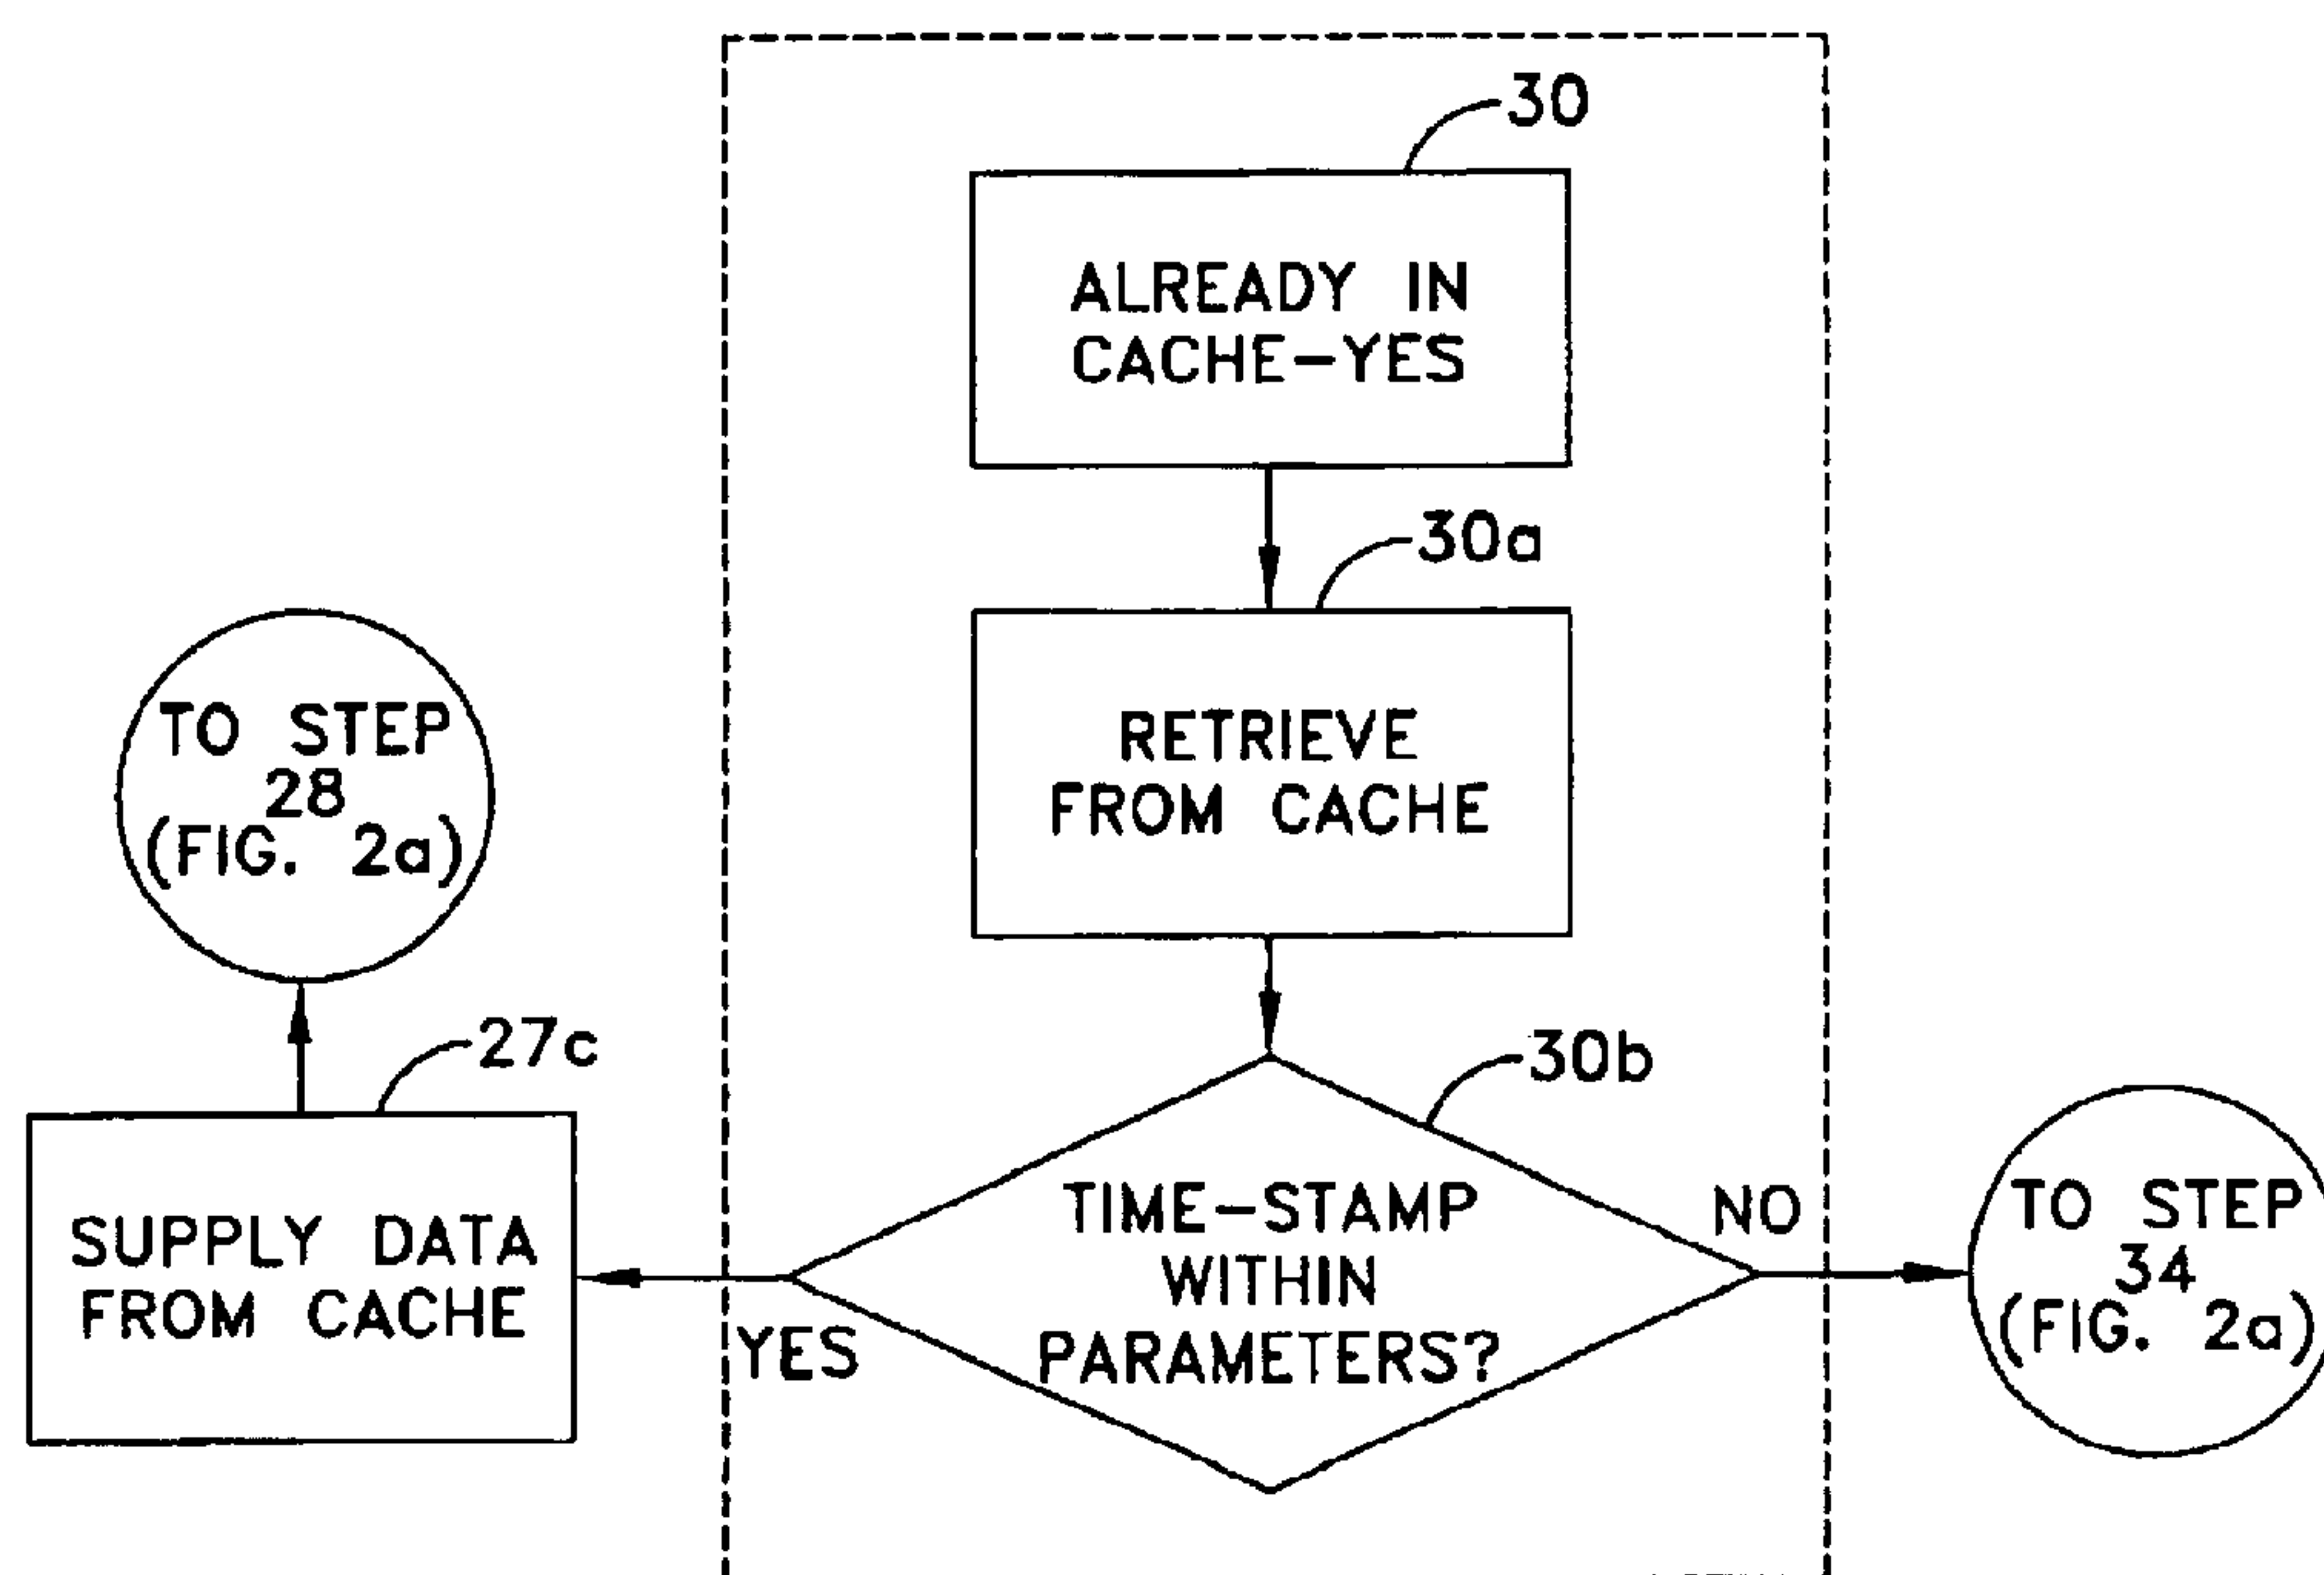 30
ALREADY IN
CACHE-YES
30a
RETRIEVE
FROM CACHE
TO STEP
28
(FIG. 2a)
27c
SUPPLY DATA
FROM CACHE
30b
TIME-STAMP
WITHIN
PARAMETERS?
YES
NO
TO STEP
34
(FIG. 2a)